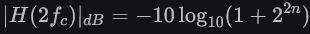 |H(2f_c)|_{dB} = −10 log_{10}(1 + 2^{2n})